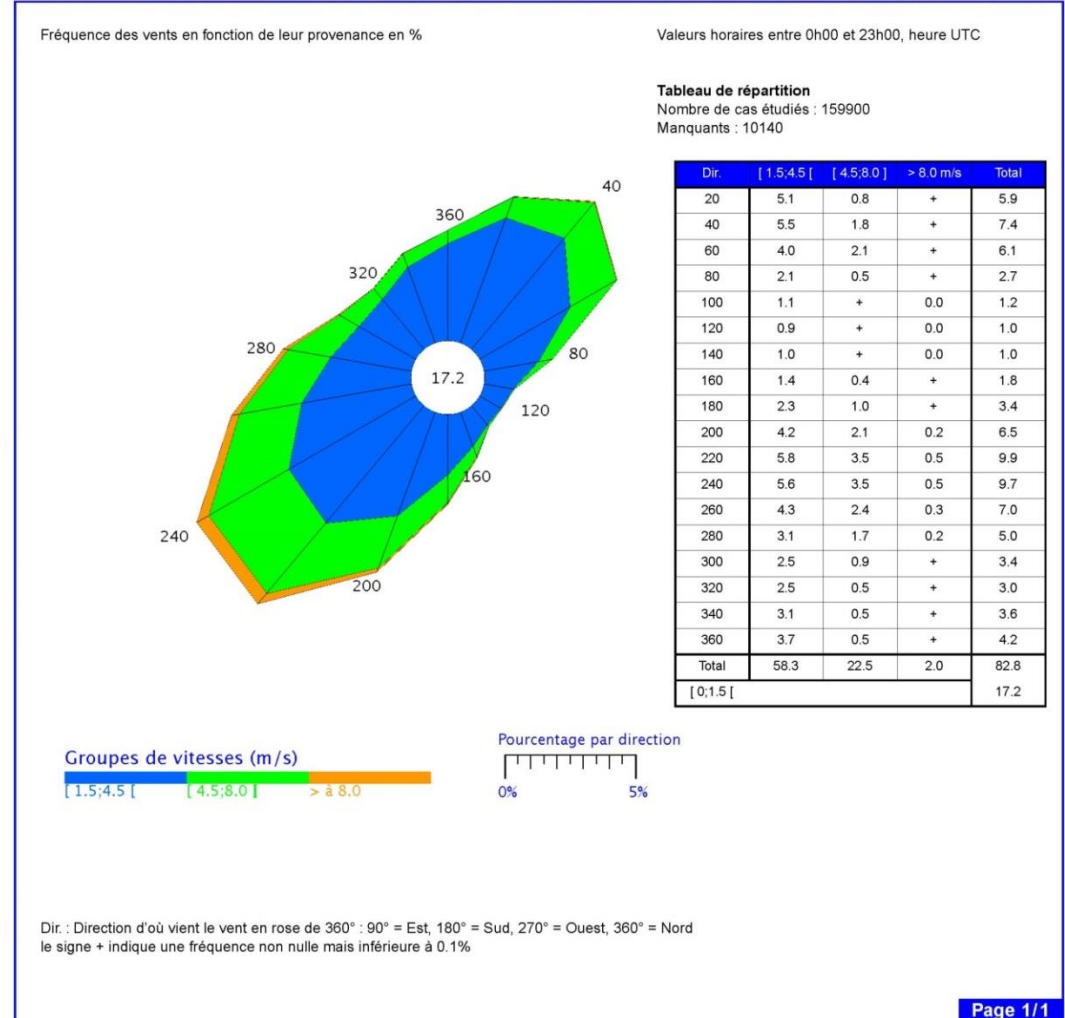 Fréquence des vents en fonction de leur provenance en %
Valeurs horaires entre 0h00 et 23h00, heure UTC
Tableau de répartition
Nombre de cas étudiés : 159900
Manquants : 10140
40
360
320
280
80
17.2
120
160
240
200
Dir. [ 1.5;4.5 [ [ 4.5;8.0 ] > 8.0 m/s Total
20 5.1 0.8 + 5.9
40 5.5 1.8 + 7.4
60 4.0 2.1 + 6.1
80 2.1 0.5 + 2.7
100 1.1 + 0.0 1.2
120 0.9 + 0.0 1.0
140 1.0 + 0.0 1.0
160 1.4 0.4 + 1.8
180 2.3 1.0 + 3.4
200 4.2 2.1 0.2 6.5
220 5.8 3.5 0.5 9.9
240 5.6 3.5 0.5 9.7
260 4.3 2.4 0.3 7.0
280 3.1 1.7 0.2 5.0
300 2.5 0.9 + 3.4
320 2.5 0.5 + 3.0
340 3.1 0.5 + 3.6
360 3.7 0.5 + 4.2
Total 58.3 22.5 2.0 82.8
[ 0;1.5 [ 17.2
Groupes de vitesses (m/s)
[ 1.5;4.5 [ [ 4.5;8.0 ] > à 8.0
Pourcentage par direction
0% 5%
Dir. : Direction d'où vient le vent en rose de 360° : 90° = Est, 180° = Sud, 270° = Ouest, 360° = Nord
le signe + indique une fréquence non nulle mais inférieure à 0.1%
Page 1/1